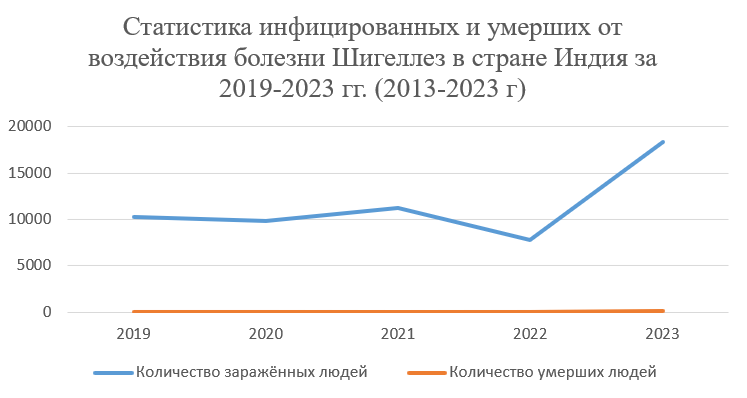 Статистика инфицированных и умерших от
воздействия болезни Шигеллез в стране Индия за
2019-2023 гг. (2013-2023 г)
20000
15000
10000
5000
0
2019 2020 2021 2022 2023
Количество заражённых людей Количество умерших людей